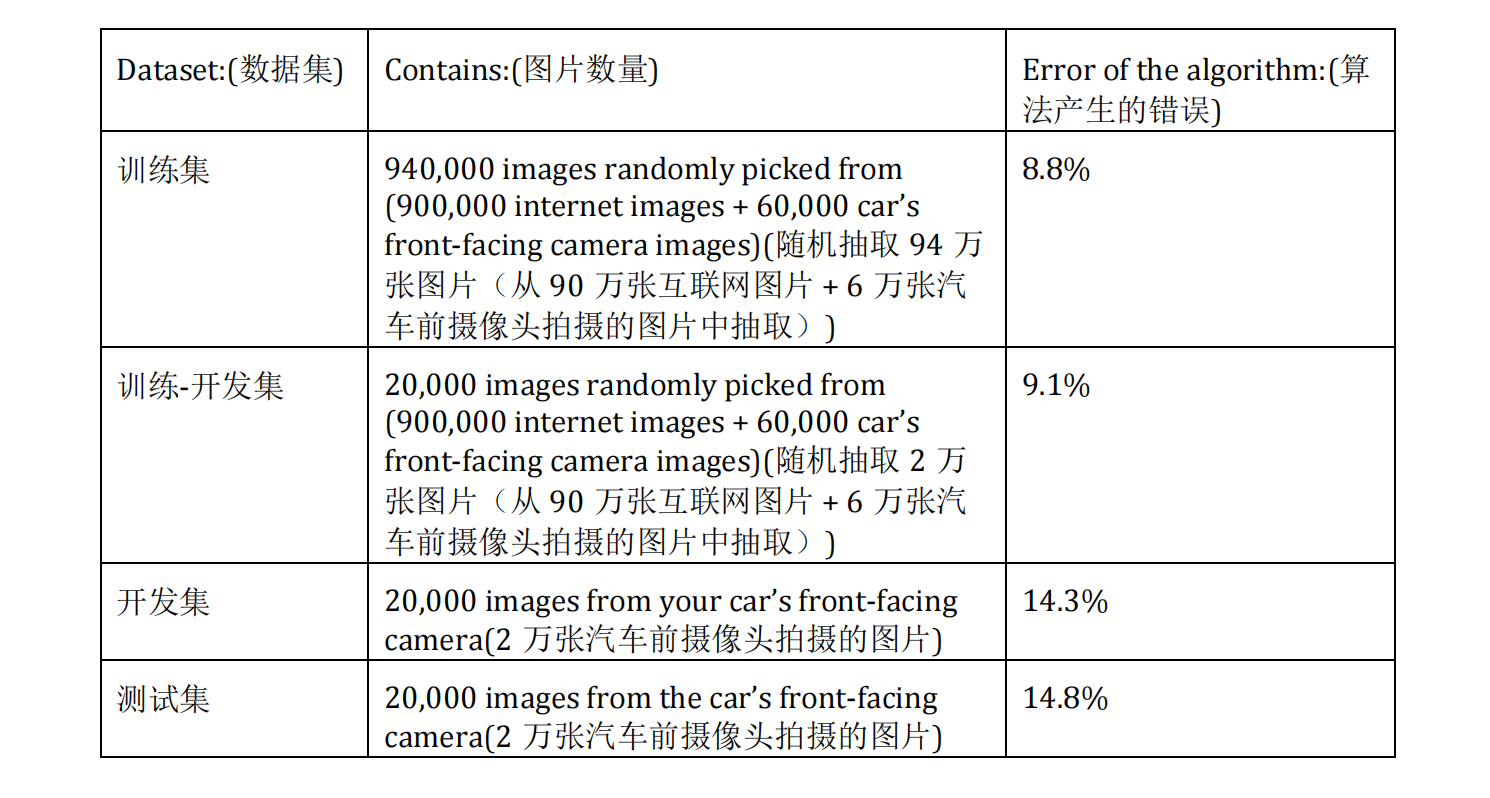 Dataset:(数据集)
Contains:(图片数量)
Error of the algorithm:(算
法产生的错误)
训练集
940,000 images randomly picked from
(900,000 internet images + 60,000 car’s
front-facing camera images)(随机抽取 94 万
张图片（从 90 万张互联网图片 + 6 万张汽
车前摄像头拍摄的图片中抽取）)
8.8%
训练-开发集
20,000 images randomly picked from
(900,000 internet images + 60,000 car’s
front-facing camera images)(随机抽取 2 万
张图片（从 90 万张互联网图片 + 6 万张汽
车前摄像头拍摄的图片中抽取）)
9.1%
开发集
20,000 images from your car’s front-facing
camera(2 万张汽车前摄像头拍摄的图片)
14.3%
测试集
20,000 images from the car’s front-facing
camera(2 万张汽车前摄像头拍摄的图片)
14.8%